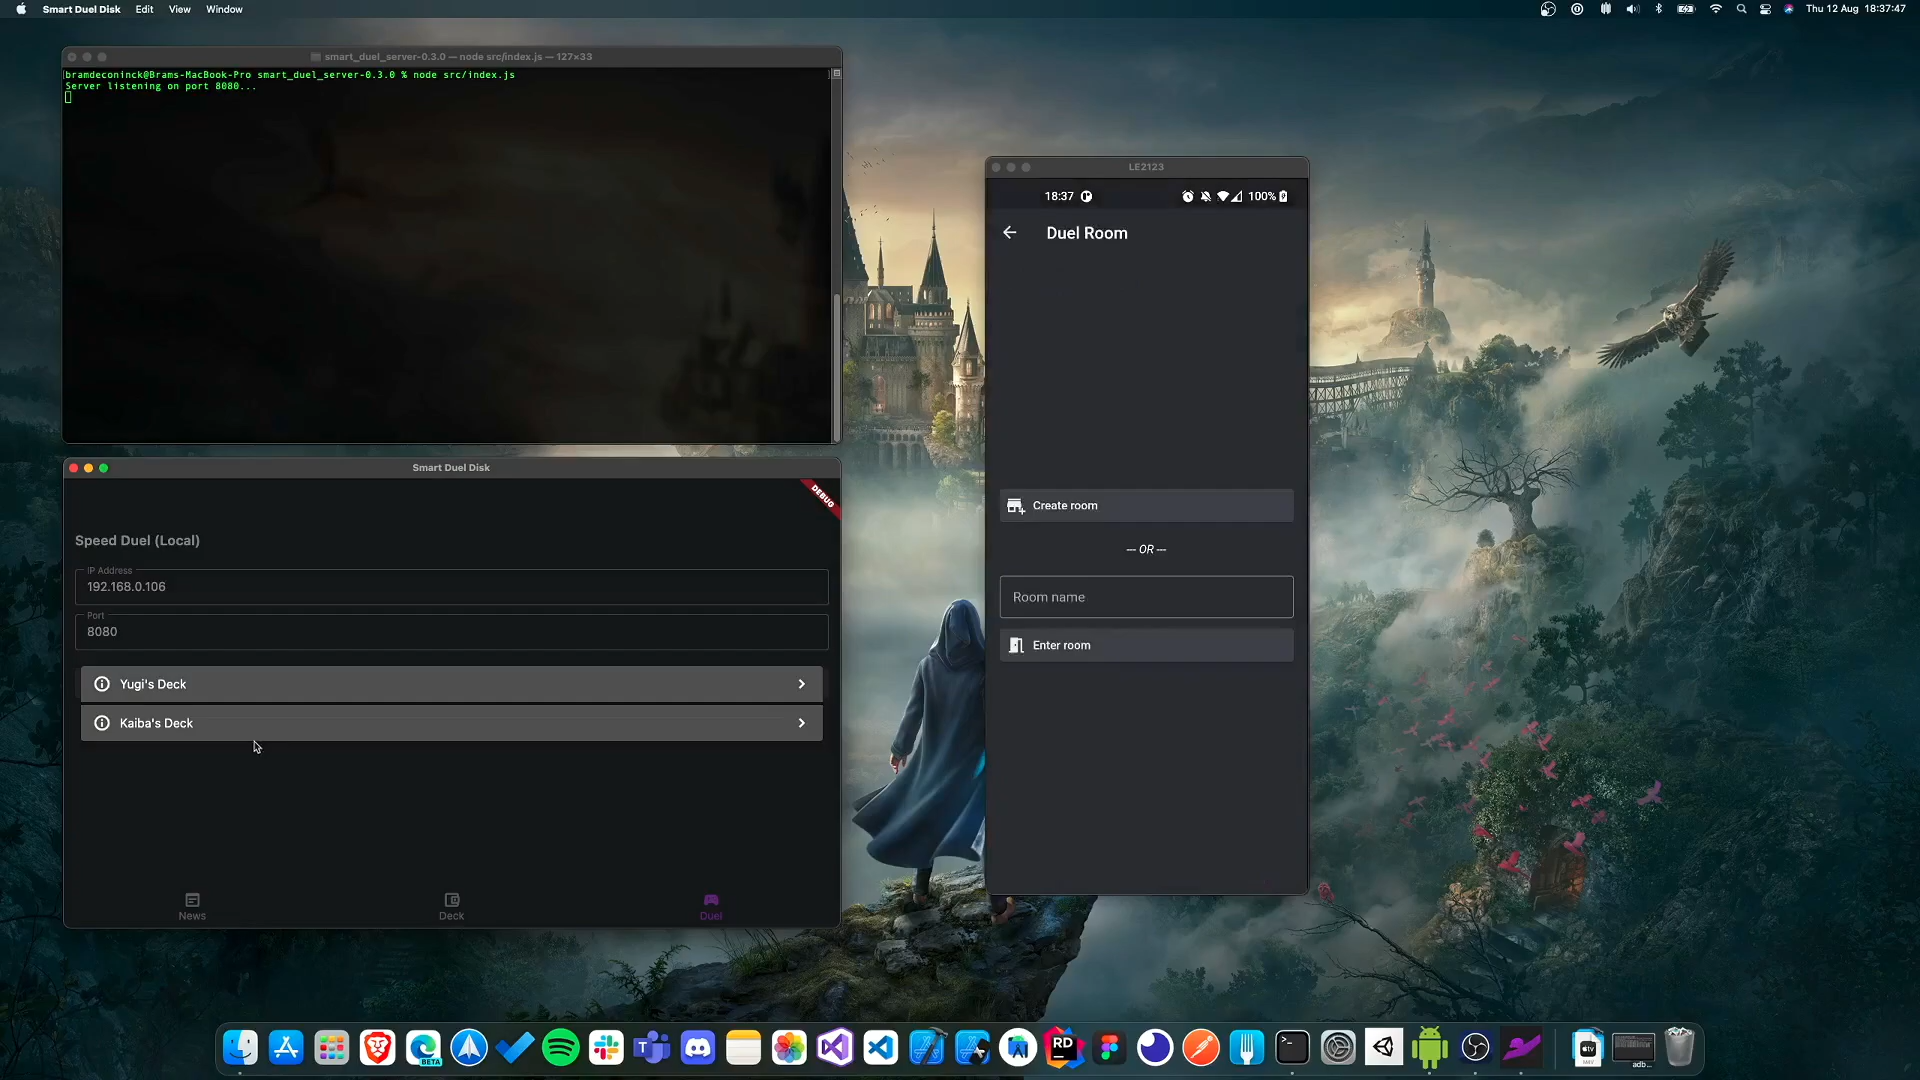 Smart Duel Disk Edit View Window
Thu 12 Aug 18:37:47
smart_duel_server-0.3.0 — node src/index.js — 127×33
bramdeconinck@Brams-MacBook-Pro smart_duel_server-0.3.0 % node src/index.js
Server listening on port 8080...
Smart Duel Disk
DEBUG
Speed Duel (Local)
IP Address
192.168.0.106
Port
8080
Yugi's Deck
Kaiba's Deck
News
Deck
Duel
LE2123
18:37
100%
Duel Room
Create room
— OR —
Room name
Enter room
BETA
RD
adb...